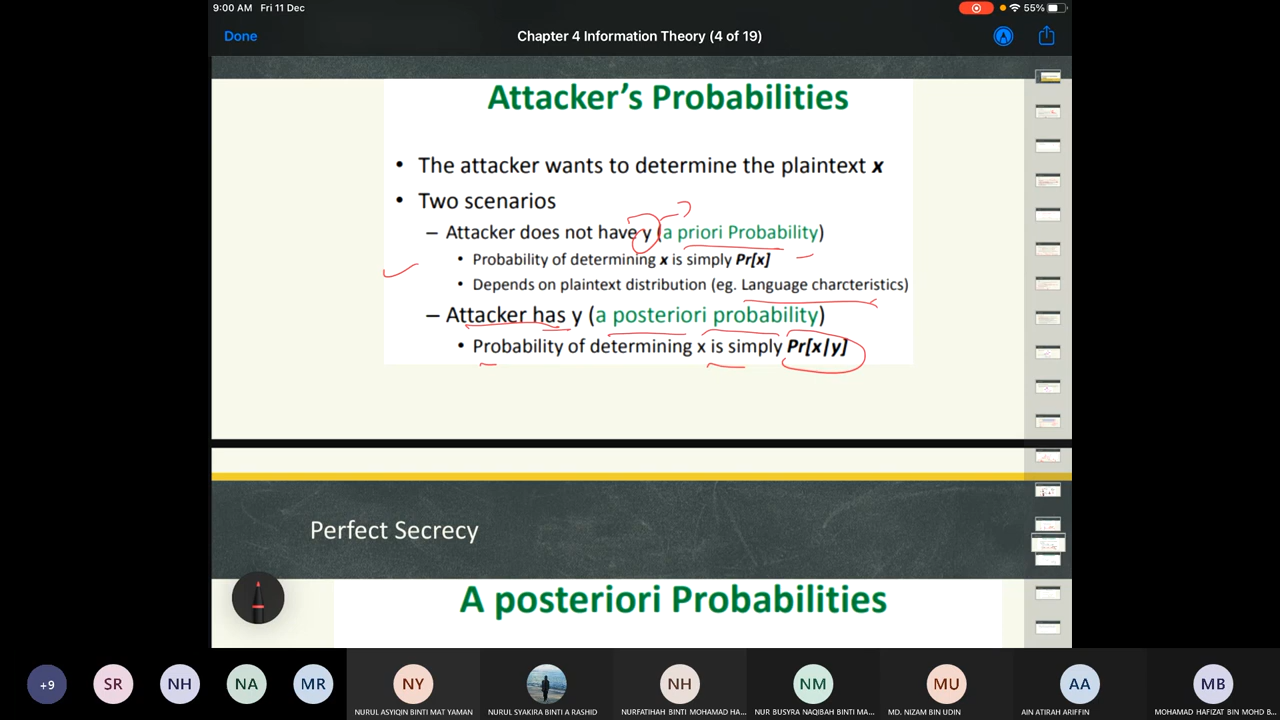 9:00 AM Fri 11 Dec
55%
Done
Chapter 4 Information Theory (4 of 19)
Attacker's Probabilities
• The attacker wants to determine the plaintext x
• Two scenarios
– Attacker does not have y (a priori Probability)
• Probability of determining x is simply Pr[x]
• Depends on plaintext distribution (eg. Language charcteristics)
– Attacker has y (a posteriori probability)
• Probability of determining x is simply Pr[x|y]
Perfect Secrecy
A posteriori Probabilities
+9 SR NH NA MR NY NH NM MU AA MB
NURUL ASYIQIN BINTI MAT YAMAN
NURUL SYAKIRA BINTI A RASHID
NURFATIHAH BINTI MOHAMAD HA...
NUR BUSYRA NAQIBAH BINTI MA...
MD. NIZAM BIN UDIN
AIN ATIRAH ARIFFIN
MOHAMAD HAFIZAT BIN MOHD B...